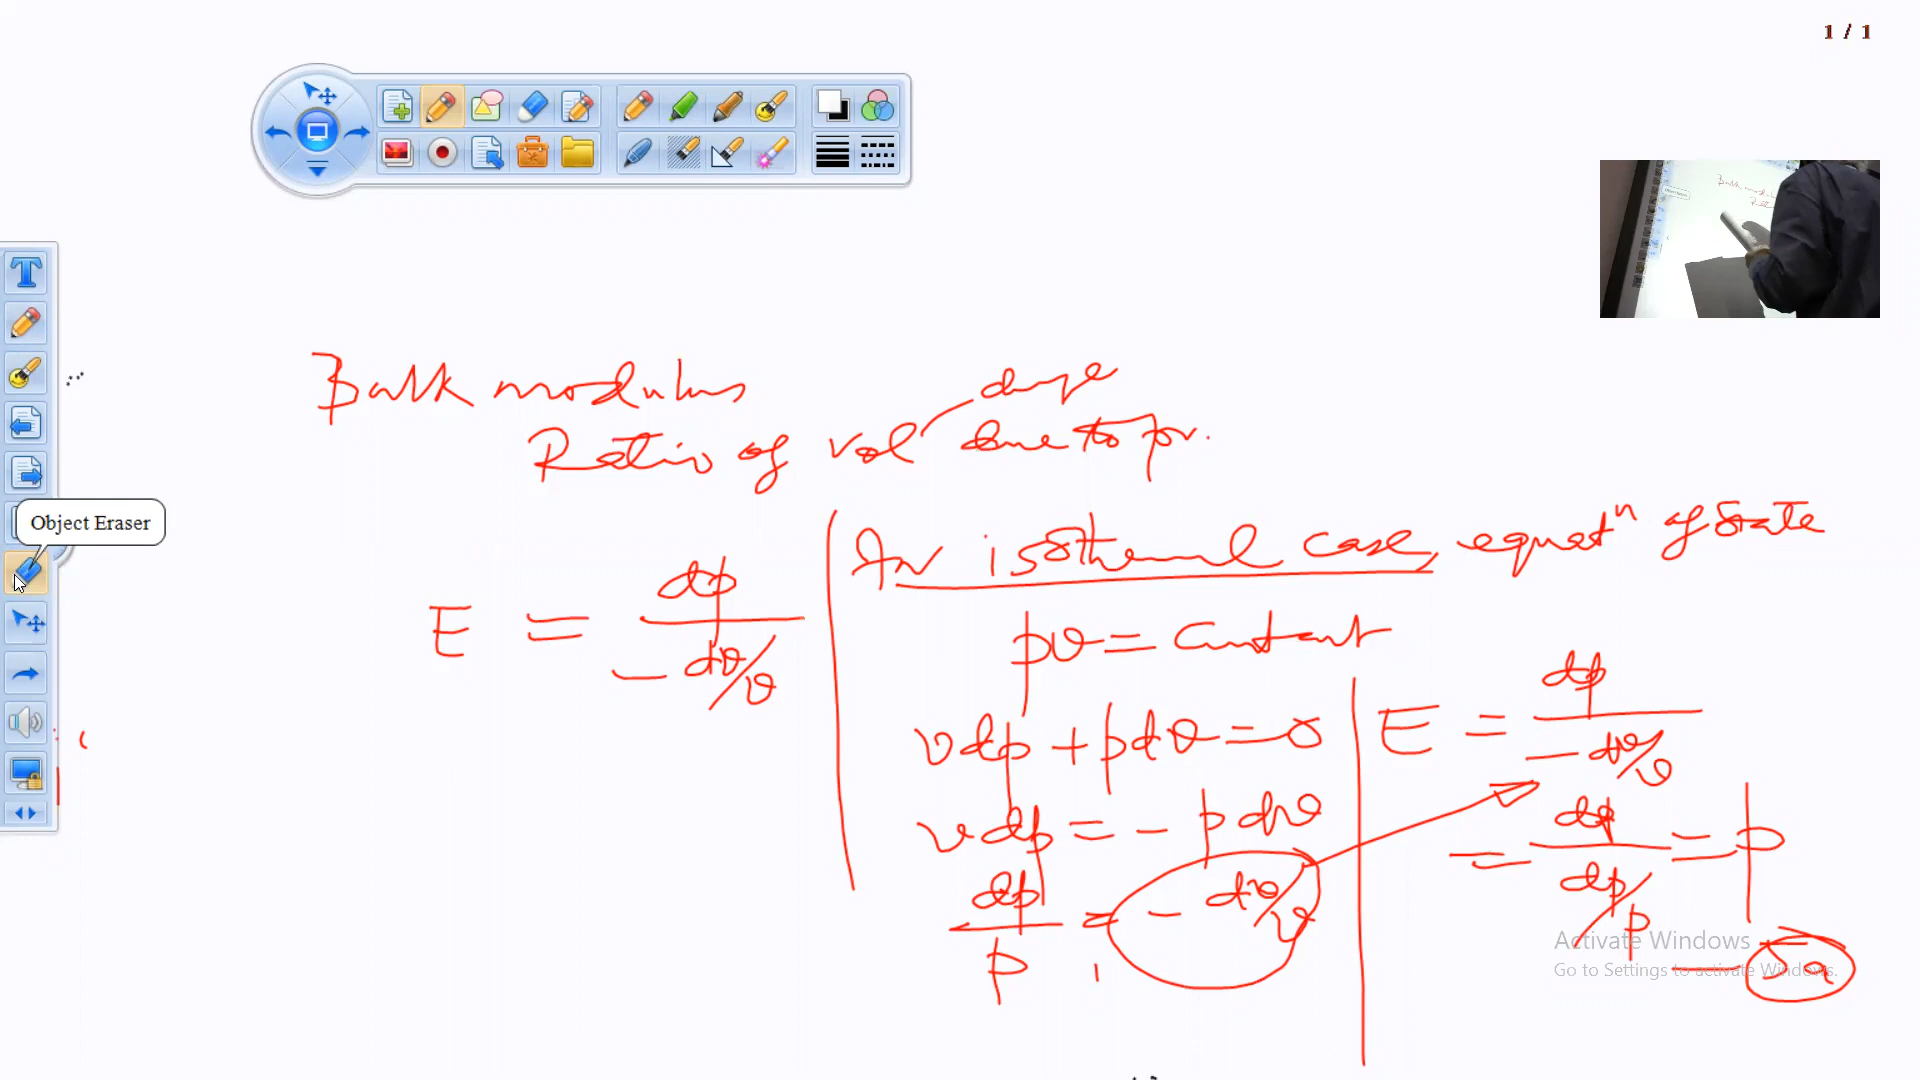 1 / 1
Bulk modulus
change
Ratio of vol due to pr.
Object Eraser
E = dp / - dv/v
In isothermal case, equatⁿ of state
pv = Constant
vdp + pdv = 0
vdp = - pdv
dp / p = - dv/v
E = dp / - dv/v
= dp / dp/p = p
5a
Activate Windows
Go to Settings to activate Windows.